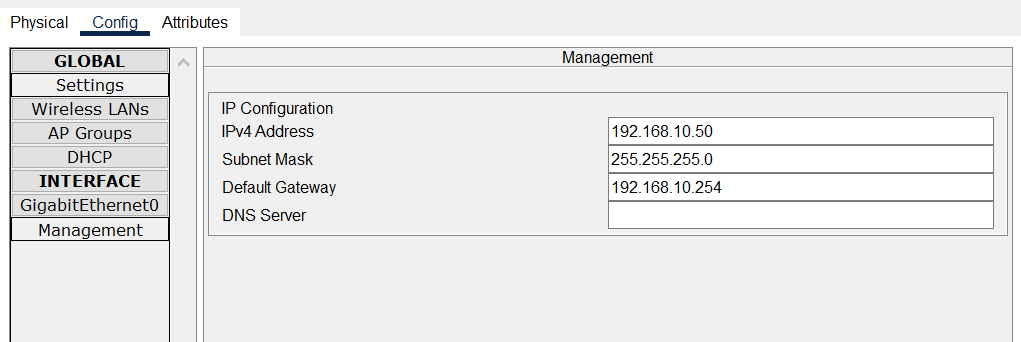 Physical Config Attributes
GLOBAL
Settings
Wireless LANs
AP Groups
DHCP
INTERFACE
GigabitEthernet0
Management
Management
IP Configuration
IPv4 Address 192.168.10.50
Subnet Mask 255.255.255.0
Default Gateway 192.168.10.254
DNS Server